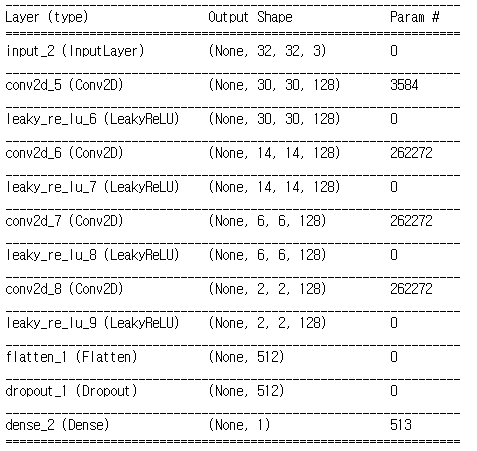 Layer (type) Output Shape Param #
input_2 (InputLayer) (None, 32, 32, 3) 0
conv2d_5 (Conv2D) (None, 30, 30, 128) 3584
leaky_re_lu_6 (LeakyReLU) (None, 30, 30, 128) 0
conv2d_6 (Conv2D) (None, 14, 14, 128) 262272
leaky_re_lu_7 (LeakyReLU) (None, 14, 14, 128) 0
conv2d_7 (Conv2D) (None, 6, 6, 128) 262272
leaky_re_lu_8 (LeakyReLU) (None, 6, 6, 128) 0
conv2d_8 (Conv2D) (None, 2, 2, 128) 262272
leaky_re_lu_9 (LeakyReLU) (None, 2, 2, 128) 0
flatten_1 (Flatten) (None, 512) 0
dropout_1 (Dropout) (None, 512) 0
dense_2 (Dense) (None, 1) 513